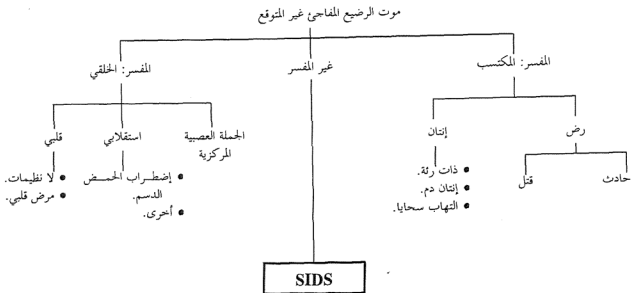 موت الرضيع المفاجئ غير المتوقع
المفسر: المكتسب
غير المفسر
المفسر: الخلقي
رض
إنتان
الجملة العصبية
المركزية
استقلابي
قلبي
حادث
قتل
• ذات رئة.
• إنتان دم.
• التهاب سحايا.
• إضطراب الحمض
الدسم.
• أخرى.
• لا نظيمات.
• مرض قلبي.
SIDS